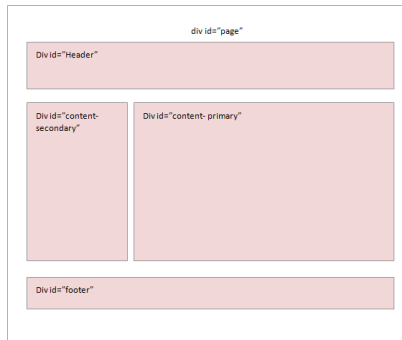 div id="page"
Div id="Header"
Div id="content-
secondary"
Div id="content- primary"
Div id="footer"